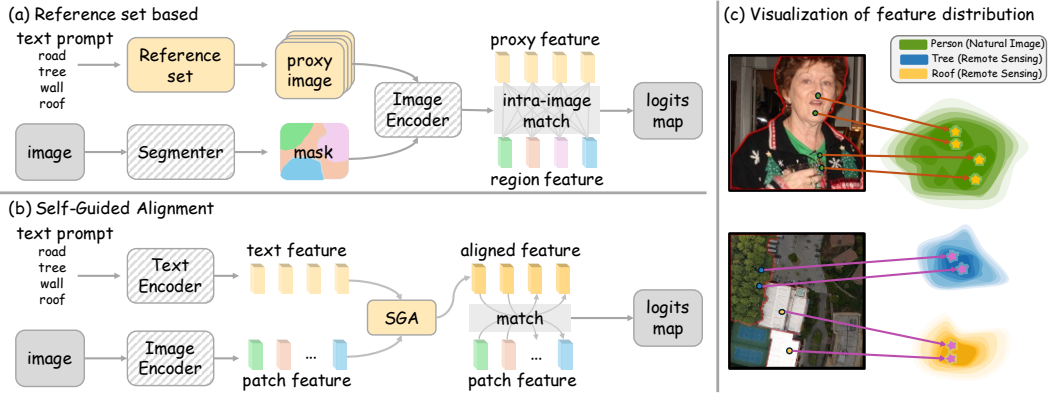 (a) Reference set based
text prompt
road
tree
wall
roof
Reference
set
proxy
image
image
Segmenter
mask
Image
Encoder
proxy feature
intra-image
match
region feature
logits
map
(b) Self-Guided Alignment
text prompt
road
tree
wall
roof
Text
Encoder
text feature
image
Image
Encoder
...
patch feature
SGA
aligned feature
match
...
patch feature
logits
map
(c) Visualization of feature distribution
Person (Natural Image)
Tree (Remote Sensing)
Roof (Remote Sensing)